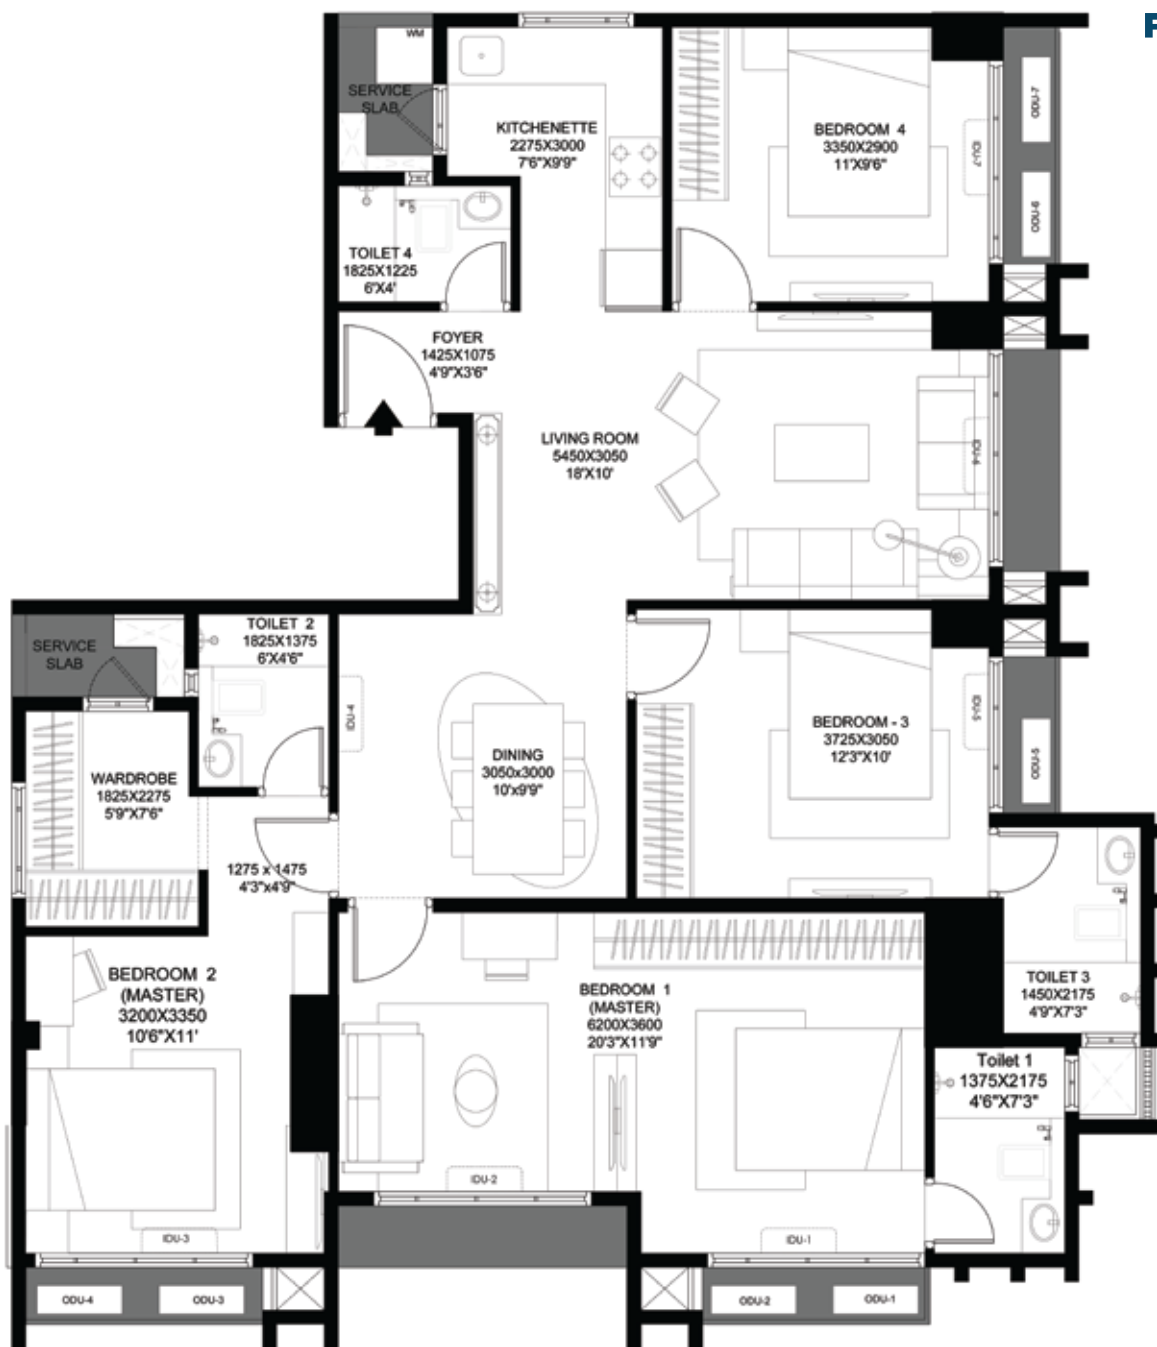 F
WM
SERVICE
SLAB
KITCHENETTE
2275X3000
7'6"X9'9"
BEDROOM 4
3350X2900
11'X9'6"
IDU-7
ODU-7
ODU-6
TOILET 4
1825X1225
6'X4'
FOYER
1425X1075
4'9"X3'6"
LIVING ROOM
5450X3050
18'X10'
IDU-6
SERVICE
SLAB
TOILET 2
1825X1375
6'X4'6"
IDU-4
DINING
3050x3000
10'x9'9"
BEDROOM - 3
3725X3050
12'3"X10'
IDU-5
ODU-5
WARDROBE
1825X2275
5'9"X7'6"
1275 x 1475
4'3"x4'9"
BEDROOM 2
(MASTER)
3200X3350
10'6"X11'
BEDROOM 1
(MASTER)
6200X3600
20'3"X11'9"
TOILET 3
1450X2175
4'9"X7'3"
Toilet 1
1375X2175
4'6"X7'3"
IDU-2
IDU-3
IDU-1
ODU-4
ODU-3
ODU-2
ODU-1